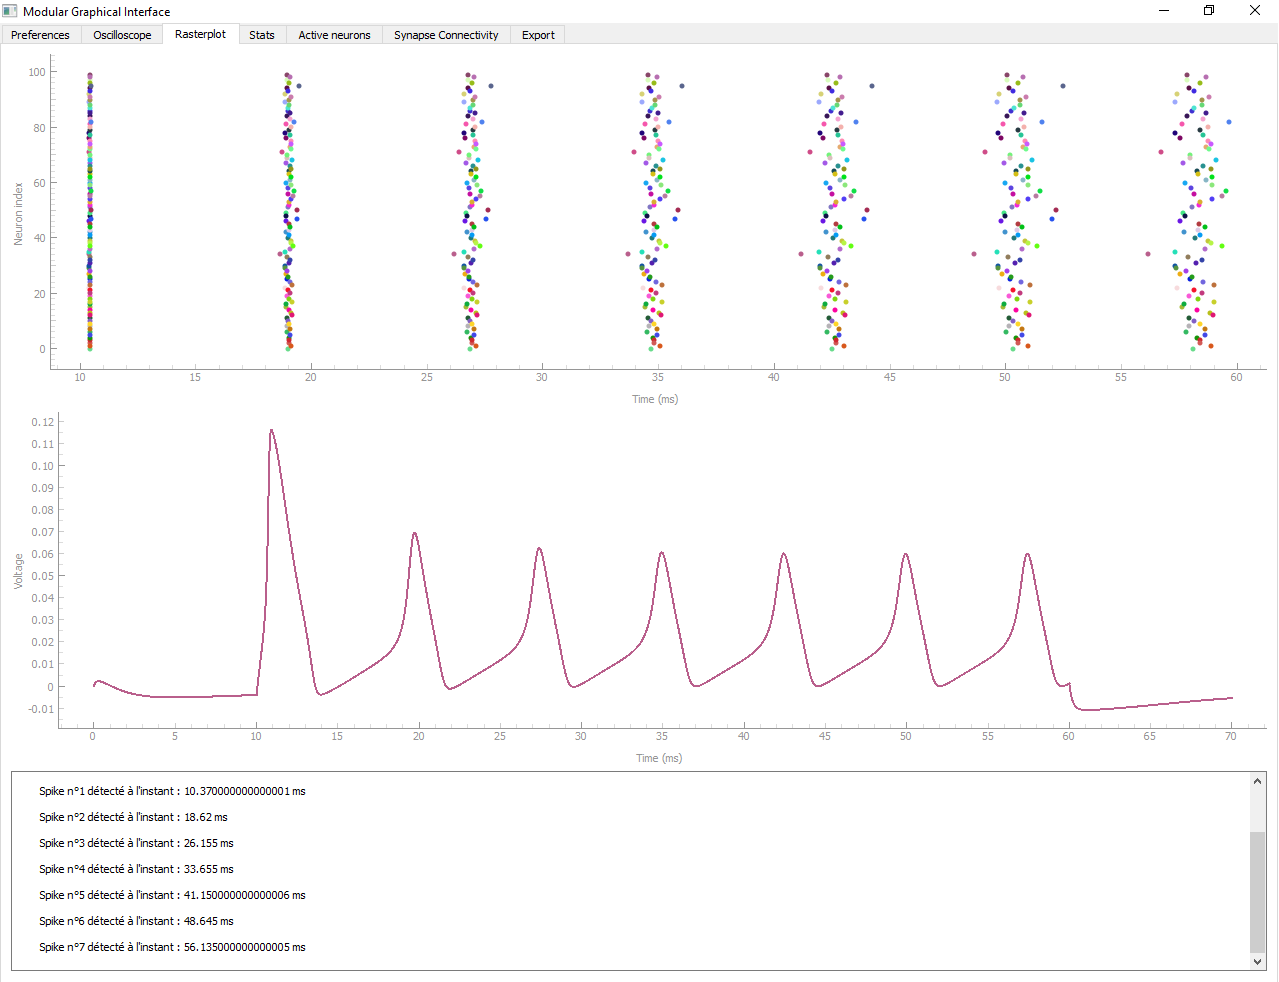 Modular Graphical Interface
Preferences Oscilloscope Rasterplot Stats Active neurons Synapse Connectivity Export
100
80
60
40
20
0
Neuron index
10 15 20 25 30 35 40 45 50 55 60
Time (ms)
0.12
0.11
0.10
0.09
0.08
0.07
0.06
0.05
0.04
0.03
0.02
0.01
0
-0.01
Voltage
0 5 10 15 20 25 30 35 40 45 50 55 60 65 70
Time (ms)
Spike n°1 détecté à l'instant : 10.370000000000001 ms
Spike n°2 détecté à l'instant : 18.62 ms
Spike n°3 détecté à l'instant : 26.155 ms
Spike n°4 détecté à l'instant : 33.655 ms
Spike n°5 détecté à l'instant : 41.150000000000006 ms
Spike n°6 détecté à l'instant : 48.645 ms
Spike n°7 détecté à l'instant : 56.135000000000005 ms